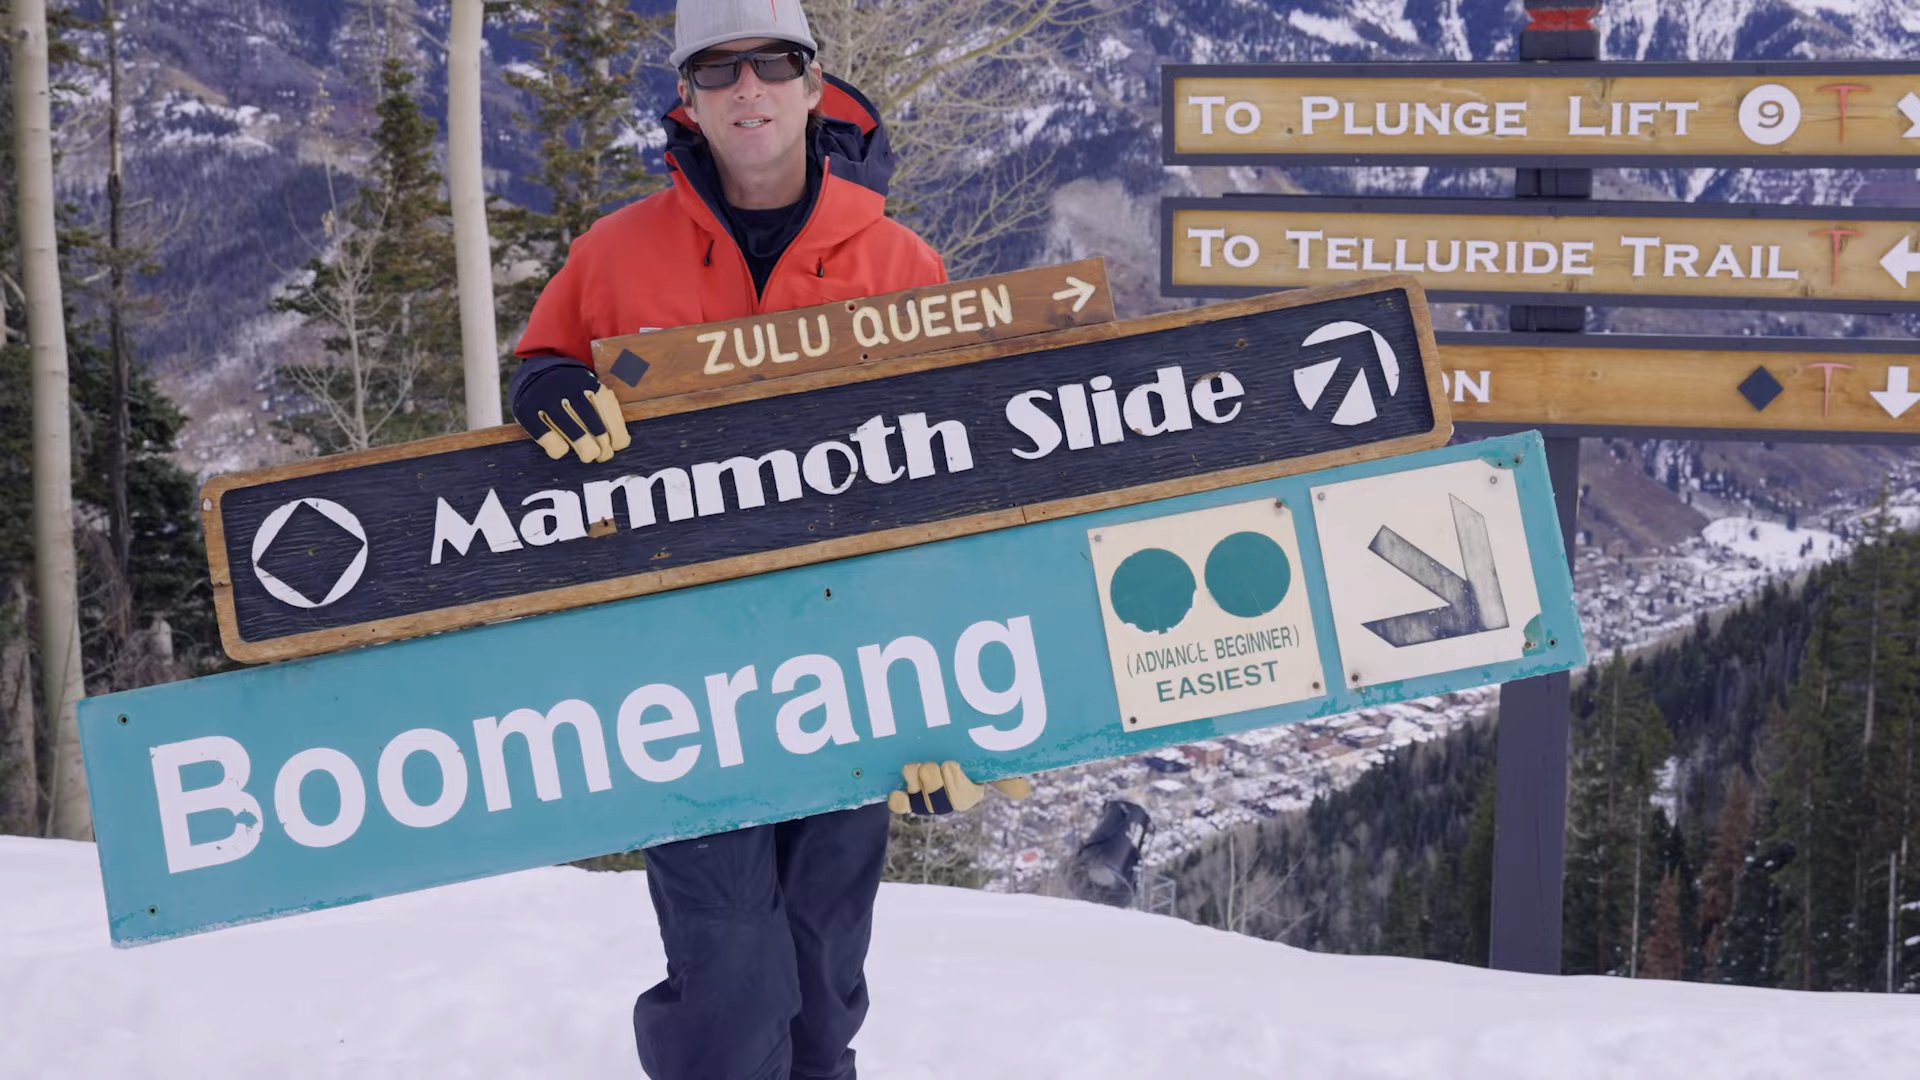 TO PLUNGE LIFT 9
TO TELLURIDE TRAIL
ON
ZULU QUEEN
Mammoth Slide
Boomerang
(ADVANCE BEGINNER)
EASIEST